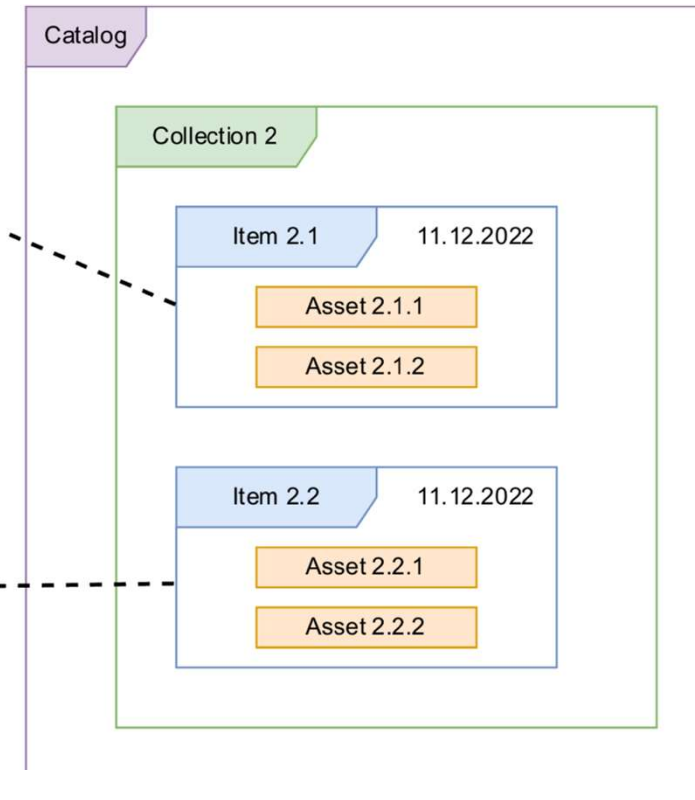 Catalog
Collection 2
Item 2.1 11.12.2022
Asset 2.1.1
Asset 2.1.2
Item 2.2 11.12.2022
Asset 2.2.1
Asset 2.2.2